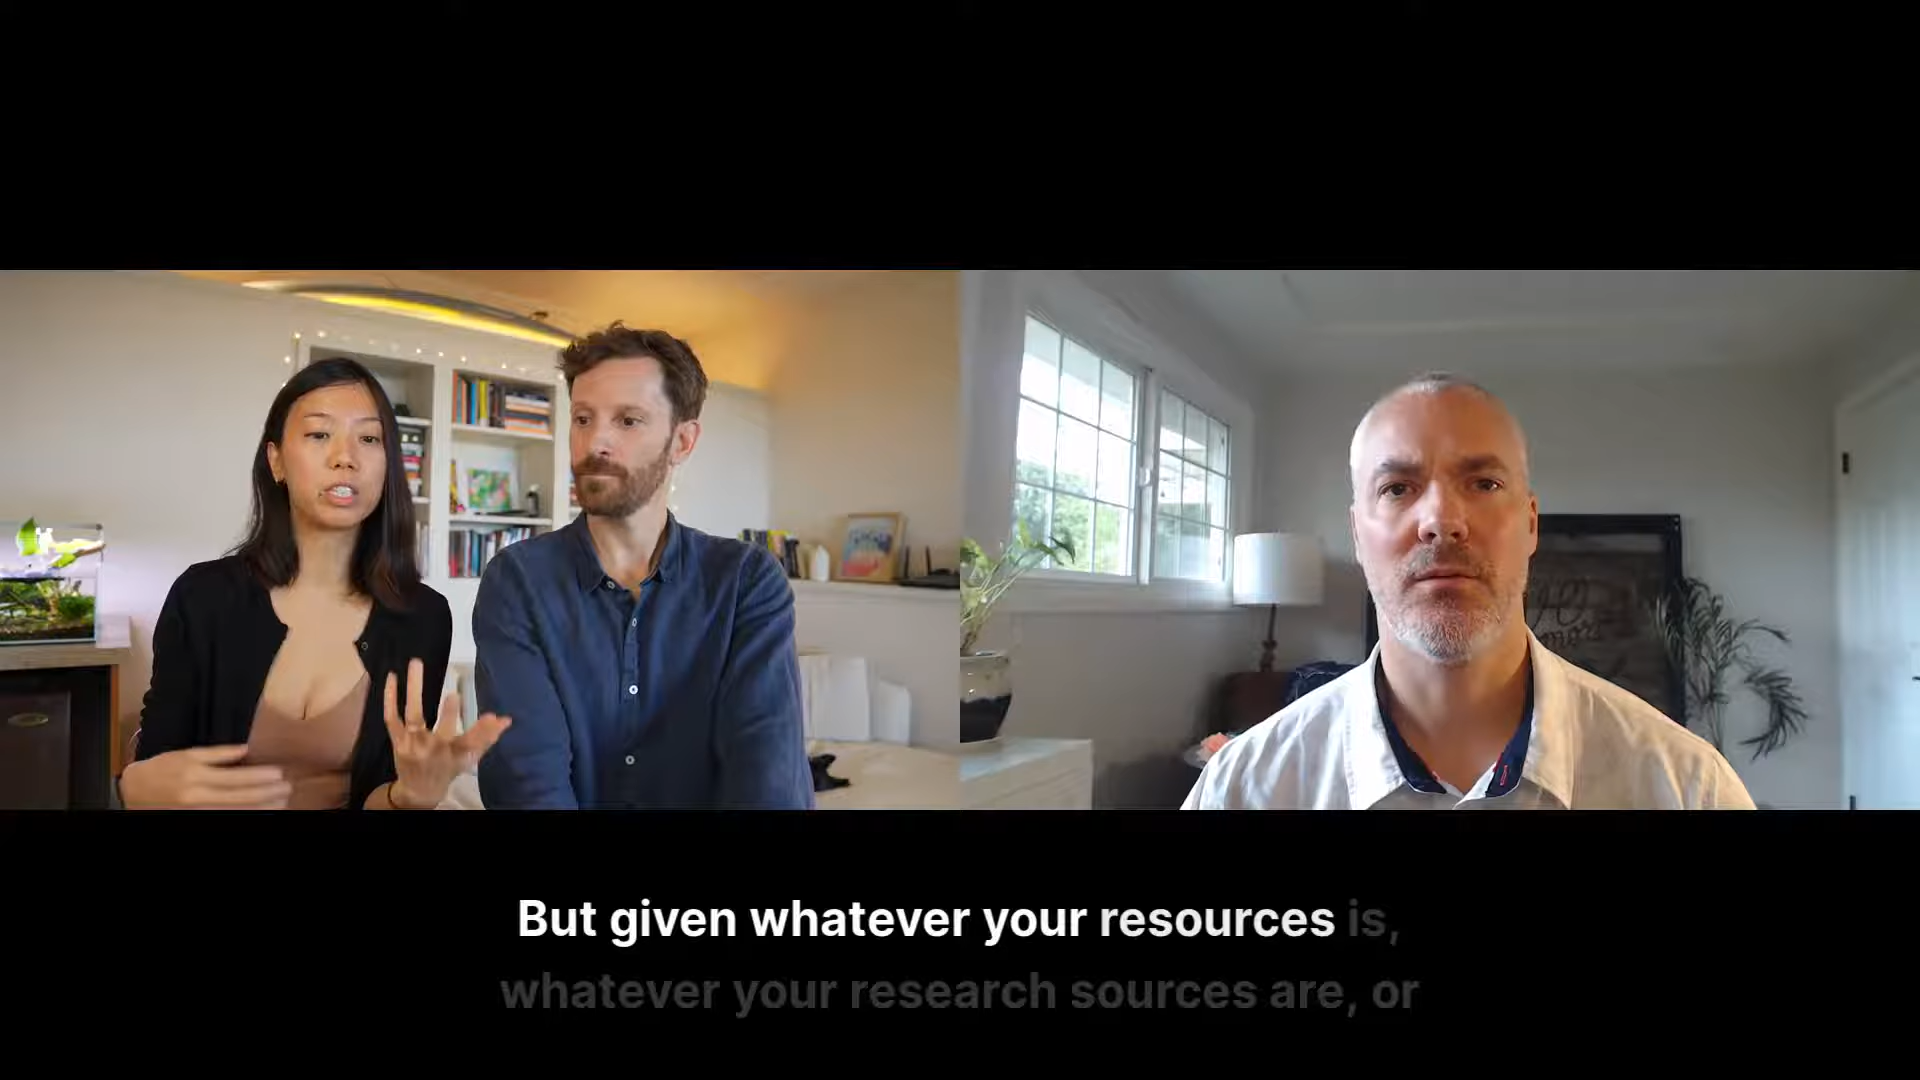 But given whatever your resources is,
whatever your research sources are, or